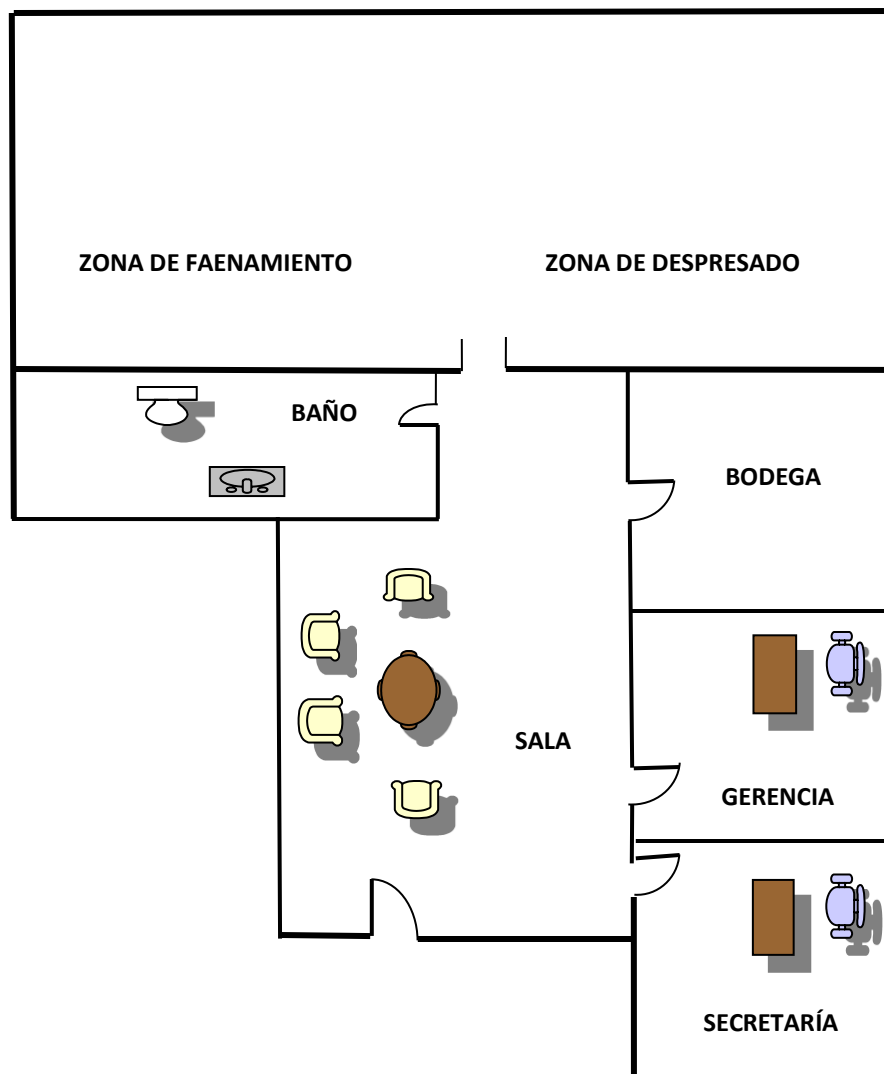 ZONA DE FAENAMIENTO
ZONA DE DESPRESADO
BAÑO
BODEGA
SALA
GERENCIA
SECRETARÍA